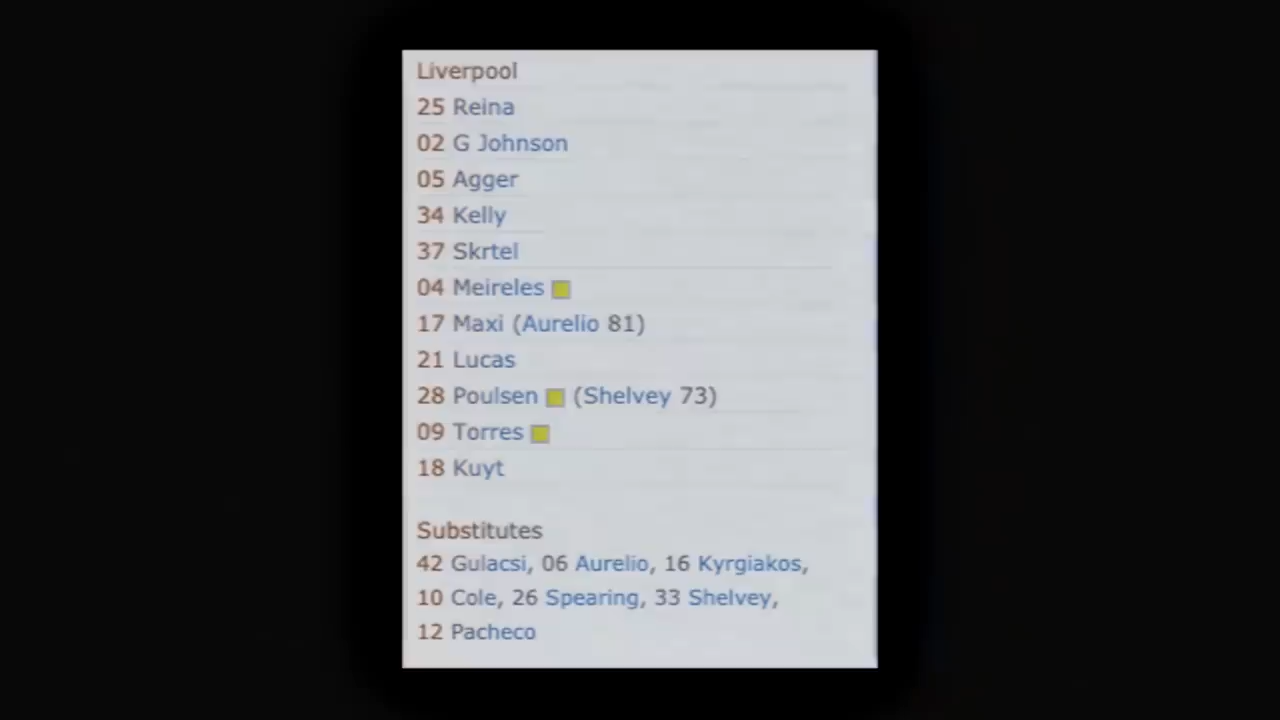 Liverpool
25 Reina
02 G Johnson
05 Agger
34 Kelly
37 Skrtel
04 Meireles
17 Maxi (Aurelio 81)
21 Lucas
28 Poulsen (Shelvey 73)
09 Torres
18 Kuyt
Substitutes
42 Gulacsi, 06 Aurelio, 16 Kyrgiakos,
10 Cole, 26 Spearing, 33 Shelvey,
12 Pacheco